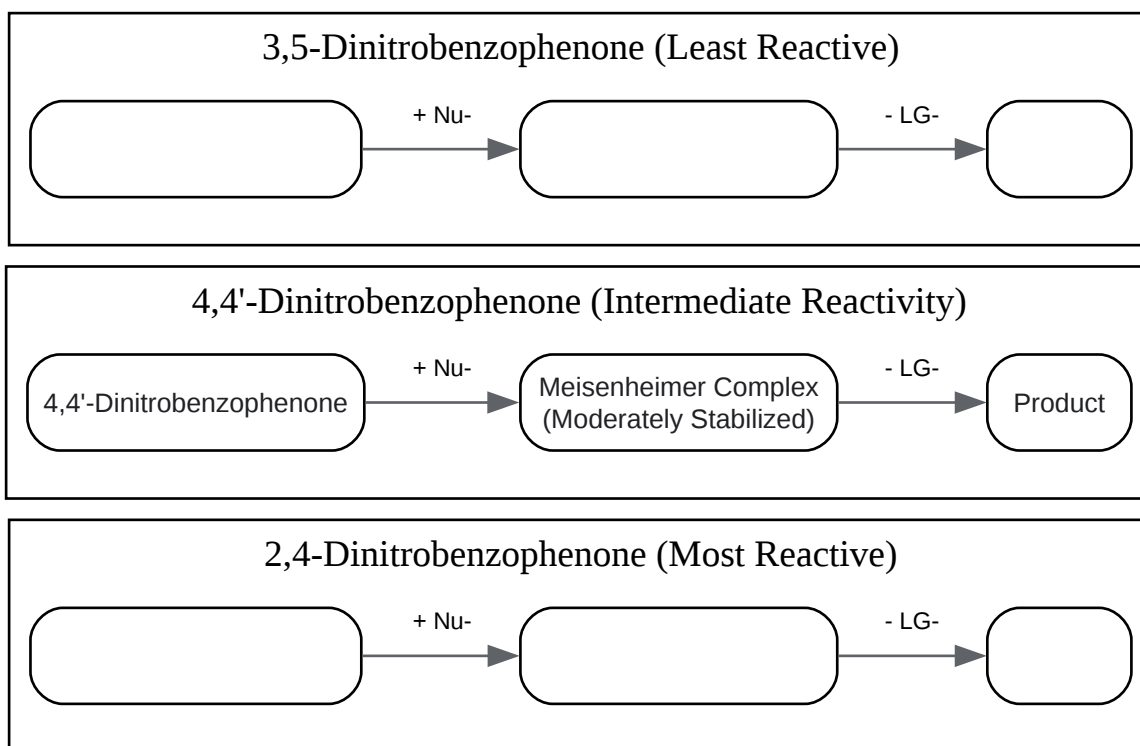 3,5-Dinitrobenzophenone (Least Reactive)
+ Nu-
- LG-
4,4'-Dinitrobenzophenone (Intermediate Reactivity)
4,4'-Dinitrobenzophenone
+ Nu-
Meisenheimer Complex
(Moderately Stabilized)
- LG-
Product
2,4-Dinitrobenzophenone (Most Reactive)
+ Nu-
- LG-